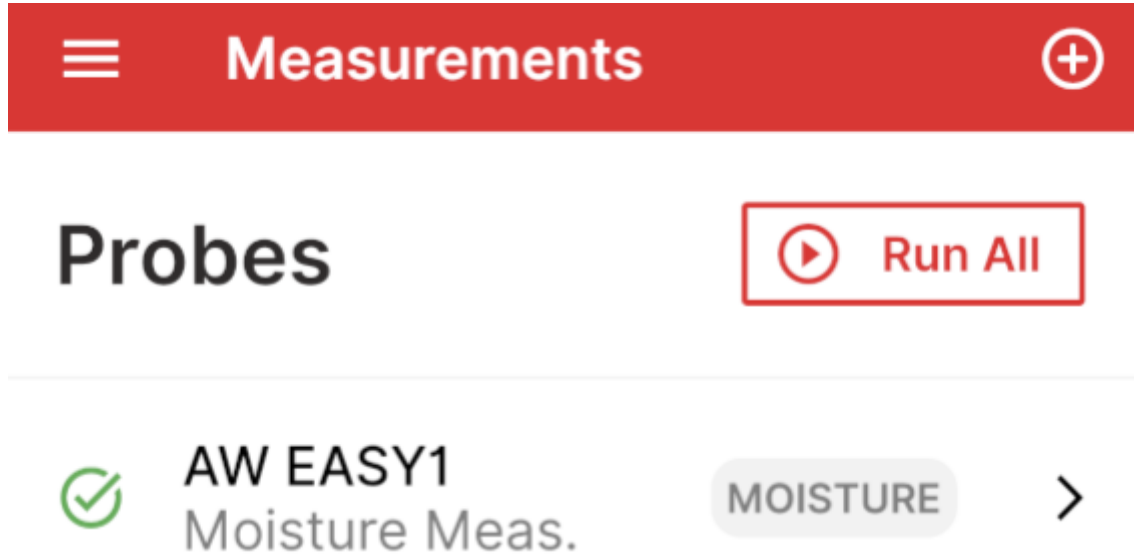 Measurements
Probes
Run All
AW EASY1
Moisture Meas.
MOISTURE